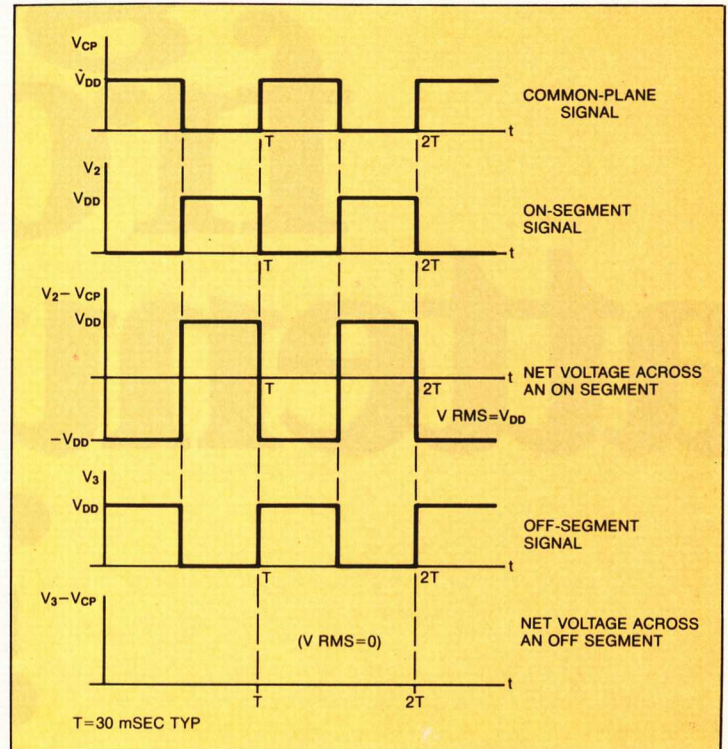 VCP
VDD
t
T
2T
COMMON-PLANE
SIGNAL
V2
VDD
t
T
2T
ON-SEGMENT
SIGNAL
V2–VCP
VDD
t
T
2T
NET VOLTAGE ACROSS
AN ON SEGMENT
V RMS=VDD
–VDD
V3
VDD
t
T
2T
OFF-SEGMENT
SIGNAL
V3–VCP
(V RMS=0)
t
T
2T
NET VOLTAGE ACROSS
AN OFF SEGMENT
T=30 mSEC TYP